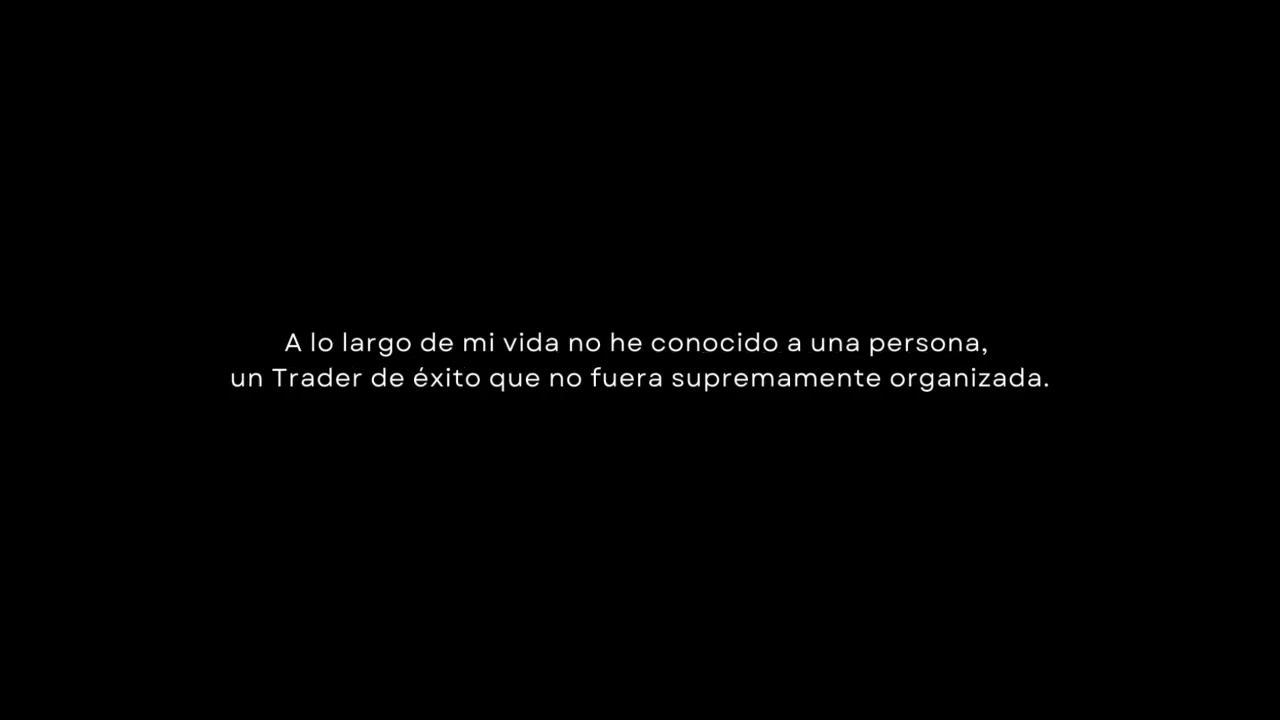 A lo largo de mi vida no he conocido a una persona,
un Trader de éxito que no fuera supremamente organizada.